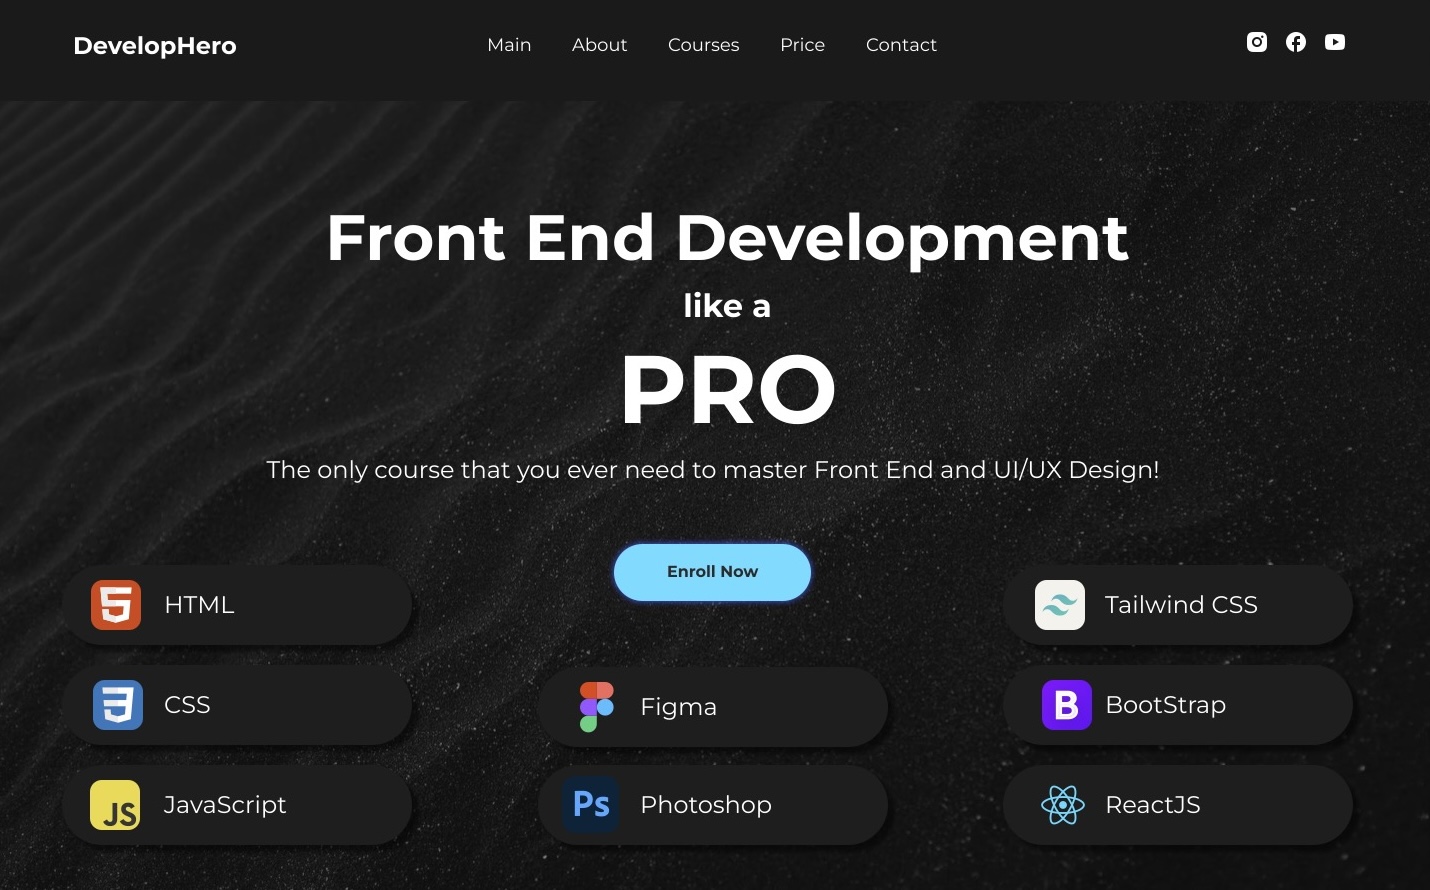 DevelopHero
Main About Courses Price Contact
Front End Development
like a
PRO
The only course that you ever need to master Front End and UI/UX Design!
Enroll Now
HTML
Tailwind CSS
CSS
Figma
B BootStrap
JS JavaScript
Ps Photoshop
ReactJS